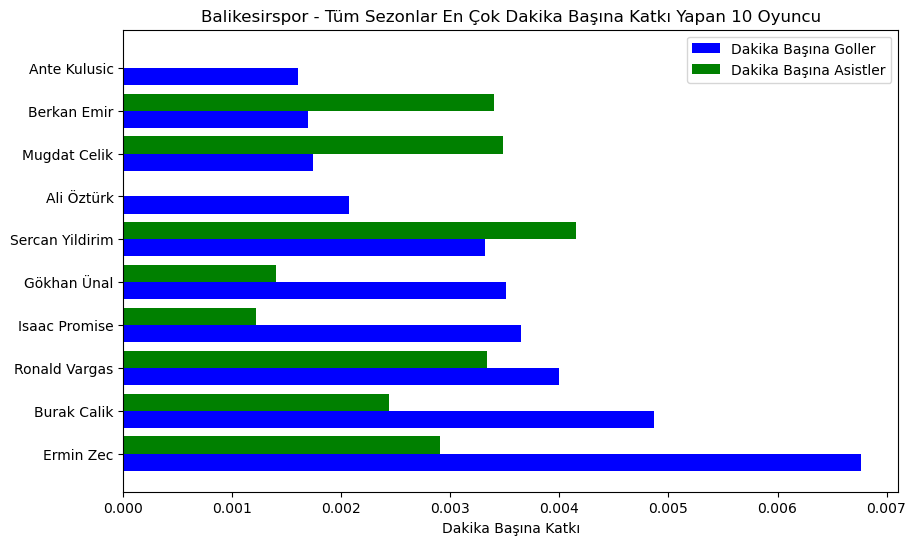 Balikesirspor - Tüm Sezonlar En Çok Dakika Başına Katkı Yapan 10 Oyuncu
Dakika Başına Goller
Dakika Başına Asistler
Ante Kulusic
Berkan Emir
Mugdat Celik
Ali Öztürk
Sercan Yildirim
Gökhan Ünal
Isaac Promise
Ronald Vargas
Burak Calik
Ermin Zec
0.000 0.001 0.002 0.003 0.004 0.005 0.006 0.007
Dakika Başına Katkı